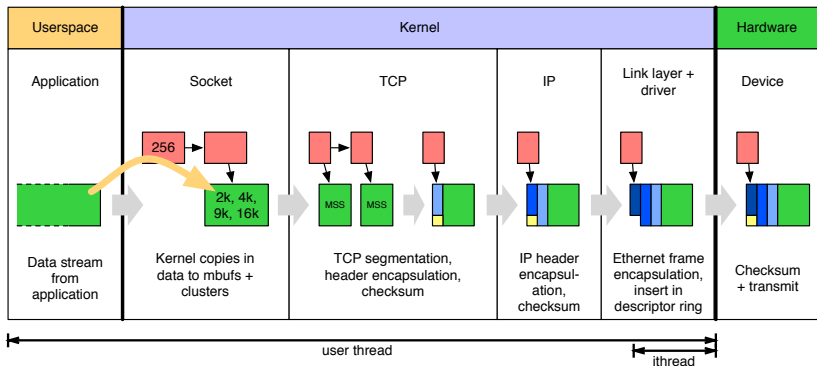 Userspace
Kernel
Hardware
Application
Socket
TCP
IP
Link layer +
driver
Device
256
2k, 4k,
9k, 16k
MSS
MSS
Data stream
from
application
Kernel copies in
data to mbufs +
clusters
TCP segmentation,
header encapsulation,
checksum
IP header
encapsul-
ation,
checksum
Ethernet frame
encapsulation,
insert in
descriptor ring
Checksum
+ transmit
user thread
ithread